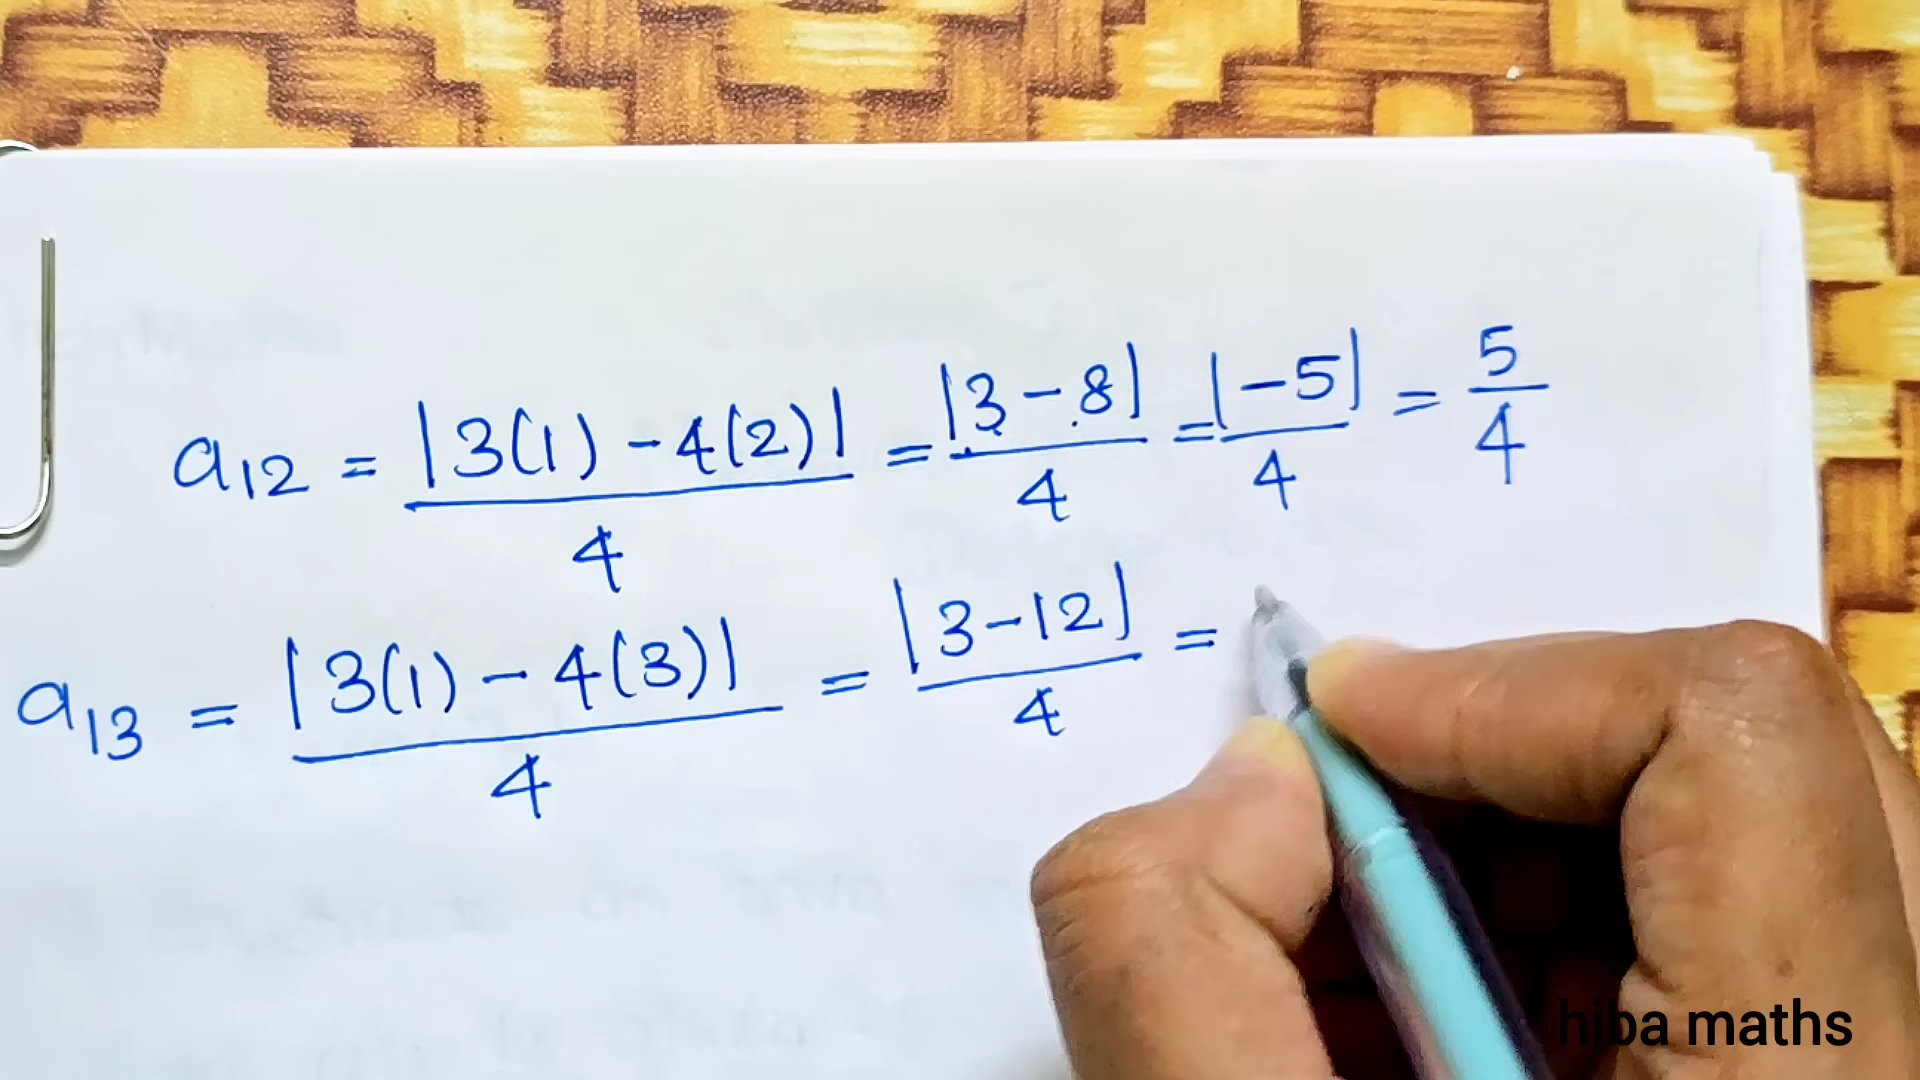 a12 = |3(1) - 4(2)| / 4 = |3 - 8| / 4 = |-5| / 4 = 5/4
a13 = |3(1) - 4(3)| / 4 = |3 - 12| / 4 =
hiba maths